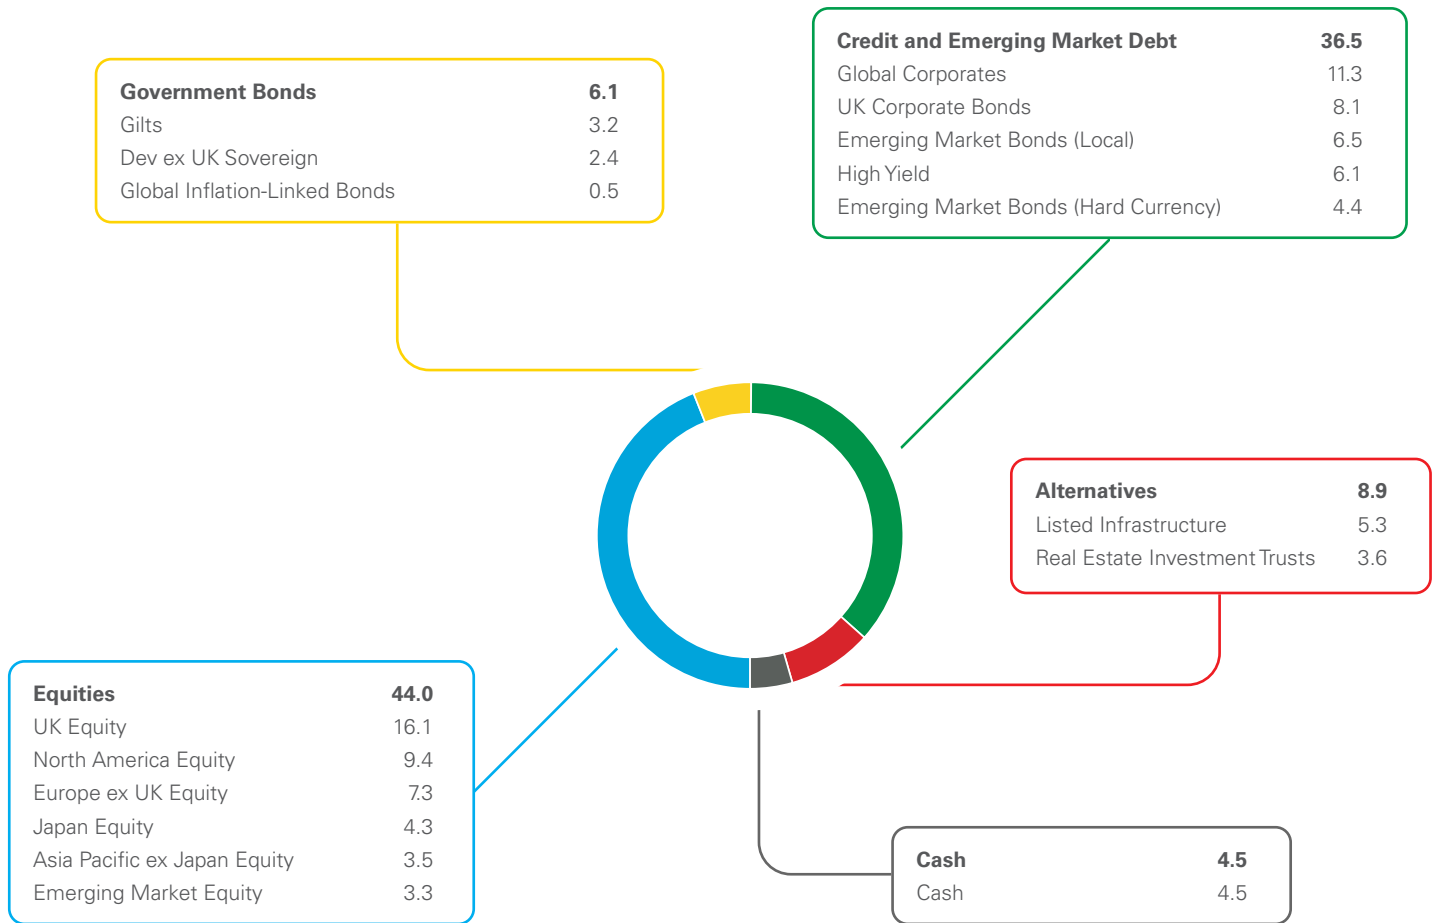 Government Bonds 6.1
Gilts 3.2
Dev ex UK Sovereign 2.4
Global Inflation-Linked Bonds 0.5
Credit and Emerging Market Debt 36.5
Global Corporates 11.3
UK Corporate Bonds 8.1
Emerging Market Bonds (Local) 6.5
High Yield 6.1
Emerging Market Bonds (Hard Currency) 4.4
Alternatives 8.9
Listed Infrastructure 5.3
Real Estate Investment Trusts 3.6
Equities 44.0
UK Equity 16.1
North America Equity 9.4
Europe ex UK Equity 7.3
Japan Equity 4.3
Asia Pacific ex Japan Equity 3.5
Emerging Market Equity 3.3
Cash 4.5
Cash 4.5